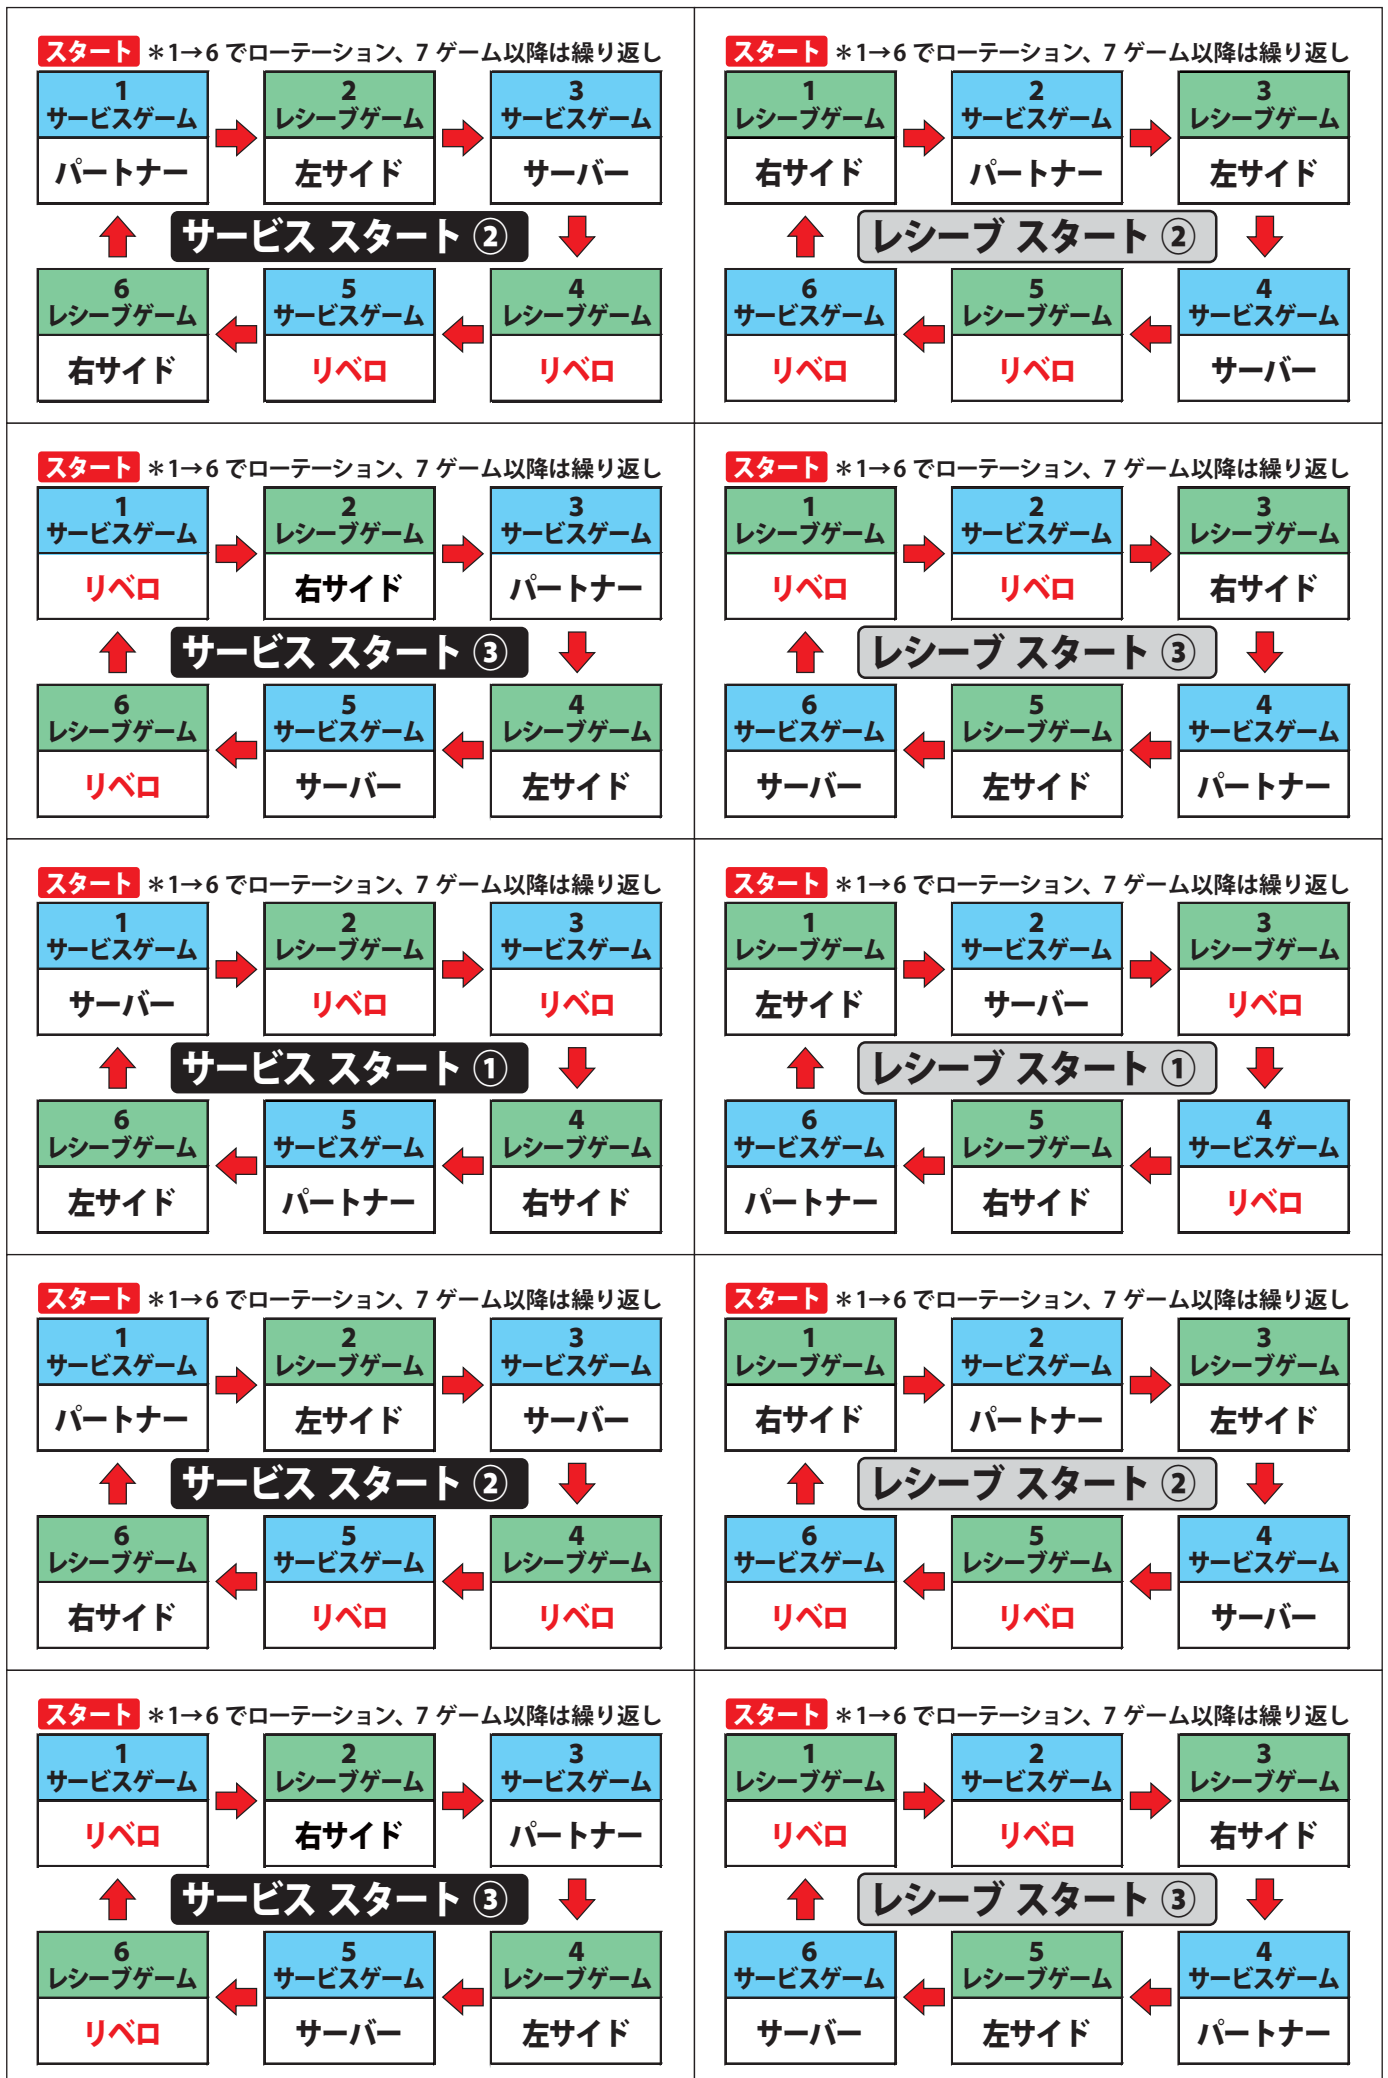 スタート ＊1→6 でローテーション、7 ゲーム以降は繰り返し
1 2 3
サービスゲーム レシーブゲーム サービスゲーム
パートナー 左サイド サーバー
サービス スタート ②
6 5 4
レシーブゲーム サービスゲーム レシーブゲーム
右サイド リベロ リベロ
スタート ＊1→6 でローテーション、7 ゲーム以降は繰り返し
1 2 3
レシーブゲーム サービスゲーム レシーブゲーム
右サイド パートナー 左サイド
レシーブ スタート ②
6 5 4
サービスゲーム レシーブゲーム サービスゲーム
リベロ リベロ サーバー
スタート ＊1→6 でローテーション、7 ゲーム以降は繰り返し
1 2 3
サービスゲーム レシーブゲーム サービスゲーム
リベロ 右サイド パートナー
サービス スタート ③
6 5 4
レシーブゲーム サービスゲーム レシーブゲーム
リベロ サーバー 左サイド
スタート ＊1→6 でローテーション、7 ゲーム以降は繰り返し
1 2 3
レシーブゲーム サービスゲーム レシーブゲーム
リベロ リベロ 右サイド
レシーブ スタート ③
6 5 4
サービスゲーム レシーブゲーム サービスゲーム
サーバー 左サイド パートナー
スタート ＊1→6 でローテーション、7 ゲーム以降は繰り返し
1 2 3
サービスゲーム レシーブゲーム サービスゲーム
サーバー リベロ リベロ
サービス スタート ①
6 5 4
レシーブゲーム サービスゲーム レシーブゲーム
左サイド パートナー 右サイド
スタート ＊1→6 でローテーション、7 ゲーム以降は繰り返し
1 2 3
レシーブゲーム サービスゲーム レシーブゲーム
左サイド サーバー リベロ
レシーブ スタート ①
6 5 4
サービスゲーム レシーブゲーム サービスゲーム
パートナー 右サイド リベロ
スタート ＊1→6 でローテーション、7 ゲーム以降は繰り返し
1 2 3
サービスゲーム レシーブゲーム サービスゲーム
パートナー 左サイド サーバー
サービス スタート ②
6 5 4
レシーブゲーム サービスゲーム レシーブゲーム
右サイド リベロ リベロ
スタート ＊1→6 でローテーション、7 ゲーム以降は繰り返し
1 2 3
レシーブゲーム サービスゲーム レシーブゲーム
右サイド パートナー 左サイド
レシーブ スタート ②
6 5 4
サービスゲーム レシーブゲーム サービスゲーム
リベロ リベロ サーバー
スタート ＊1→6 でローテーション、7 ゲーム以降は繰り返し
1 2 3
サービスゲーム レシーブゲーム サービスゲーム
リベロ 右サイド パートナー
サービス スタート ③
6 5 4
レシーブゲーム サービスゲーム レシーブゲーム
リベロ サーバー 左サイド
スタート ＊1→6 でローテーション、7 ゲーム以降は繰り返し
1 2 3
レシーブゲーム サービスゲーム レシーブゲーム
リベロ リベロ 右サイド
レシーブ スタート ③
6 5 4
サービスゲーム レシーブゲーム サービスゲーム
サーバー 左サイド パートナー